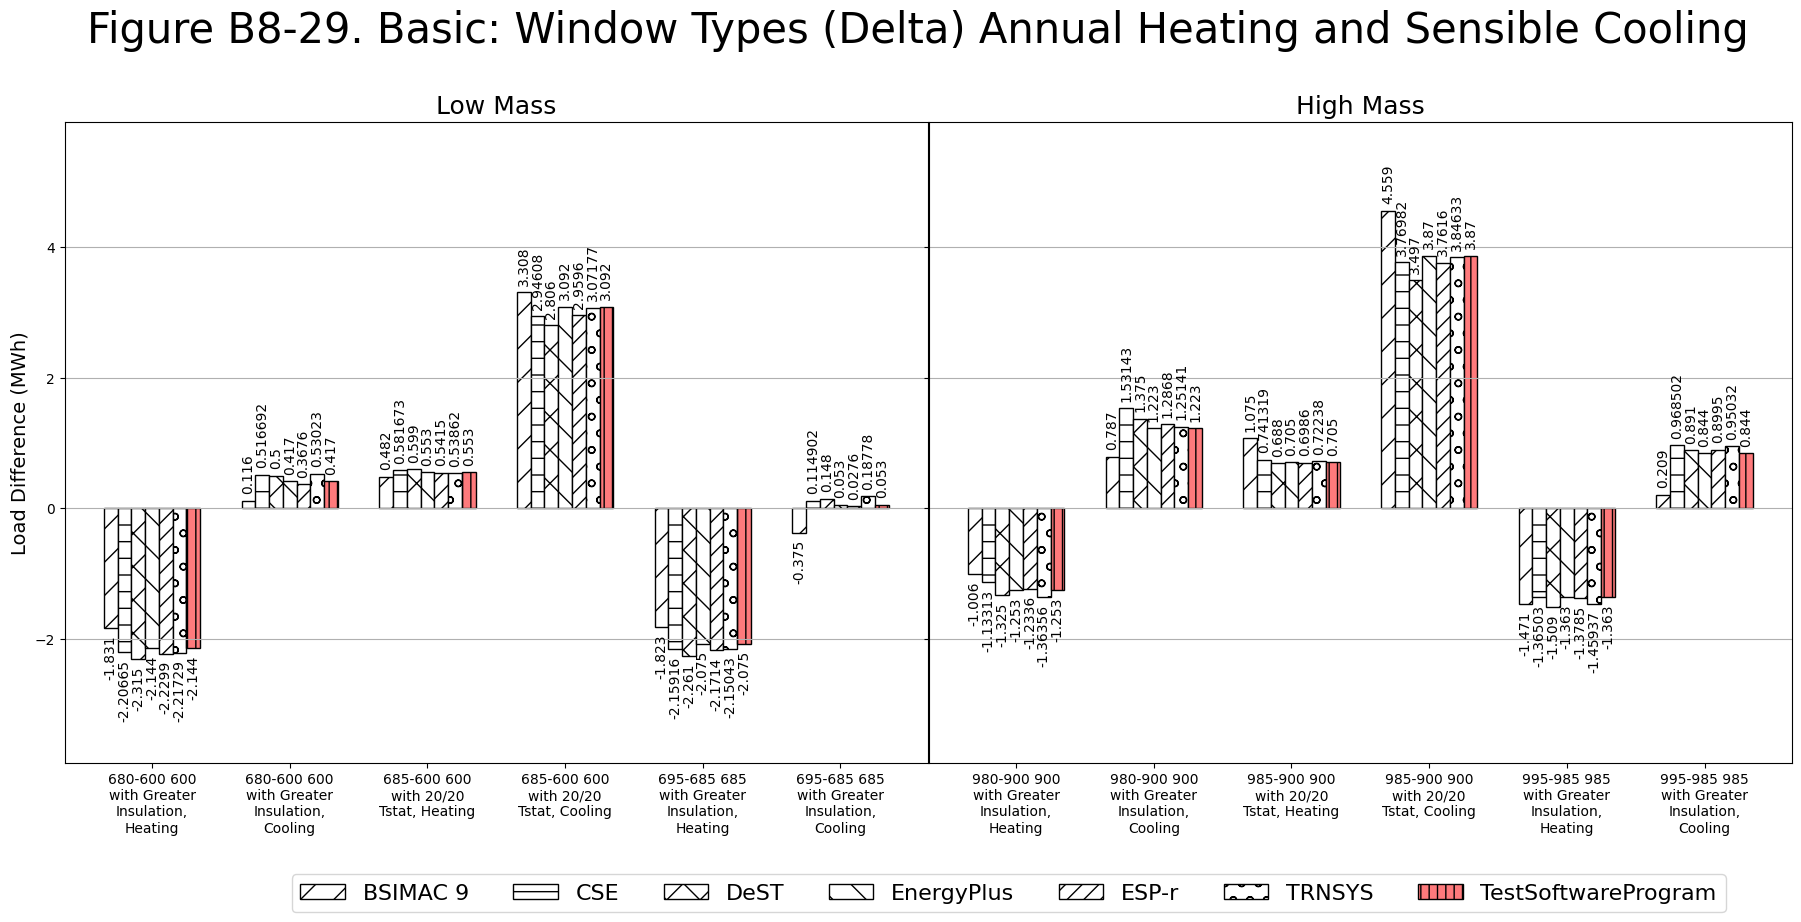 Figure B8-29. Basic: Window Types (Delta) Annual Heating and Sensible Cooling
Low Mass
High Mass
Load Difference (MWh)
4
2
0
−2
-1.831
-2.20665
-2.315
-2.144
-2.2299
-2.21729
-2.144
0.116
0.516692
0.5
0.417
0.3676
0.53023
0.417
0.482
0.581673
0.599
0.553
0.5415
0.53862
0.553
3.308
2.94608
2.806
3.092
2.9596
3.07177
3.092
-1.823
-2.15916
-2.261
-2.075
-2.1714
-2.15043
-2.075
-0.375
0.114902
0.148
0.053
0.0276
0.18778
0.053
-1.006
-1.13313
-1.325
-1.253
-1.2336
-1.36356
-1.253
0.787
1.53143
1.375
1.223
1.2868
1.25141
1.223
1.075
0.741319
0.688
0.705
0.6986
0.72238
0.705
4.559
3.76982
3.497
3.87
3.7616
3.84633
3.87
-1.471
-1.36503
-1.509
-1.363
-1.3785
-1.45937
-1.363
0.209
0.968502
0.891
0.844
0.8995
0.95032
0.844
680-600 600
with Greater
Insulation,
Heating
680-600 600
with Greater
Insulation,
Cooling
685-600 600
with 20/20
Tstat, Heating
685-600 600
with 20/20
Tstat, Cooling
695-685 685
with Greater
Insulation,
Heating
695-685 685
with Greater
Insulation,
Cooling
980-900 900
with Greater
Insulation,
Heating
980-900 900
with Greater
Insulation,
Cooling
985-900 900
with 20/20
Tstat, Heating
985-900 900
with 20/20
Tstat, Cooling
995-985 985
with Greater
Insulation,
Heating
995-985 985
with Greater
Insulation,
Cooling
BSIMAC 9
CSE
DeST
EnergyPlus
ESP-r
TRNSYS
TestSoftwareProgram